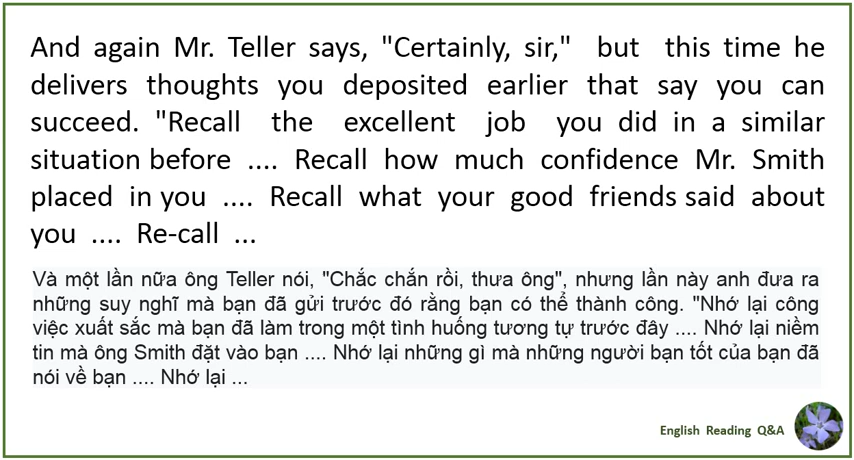 And again Mr. Teller says, "Certainly, sir," but this time he
delivers thoughts you deposited earlier that say you can
succeed. "Recall the excellent job you did in a similar
situation before .... Recall how much confidence Mr. Smith
placed in you .... Recall what your good friends said about
you .... Re-call ...
Và một lần nữa ông Teller nói, "Chắc chắn rồi, thưa ông", nhưng lần này anh đưa ra
những suy nghĩ mà bạn đã gửi trước đó rằng bạn có thể thành công. "Nhớ lại công
việc xuất sắc mà bạn đã làm trong một tình huống tương tự trước đây .... Nhớ lại niềm
tin mà ông Smith đặt vào bạn .... Nhớ lại những gì mà những người bạn tốt của bạn đã
nói về bạn .... Nhớ lại ...
English Reading Q&A